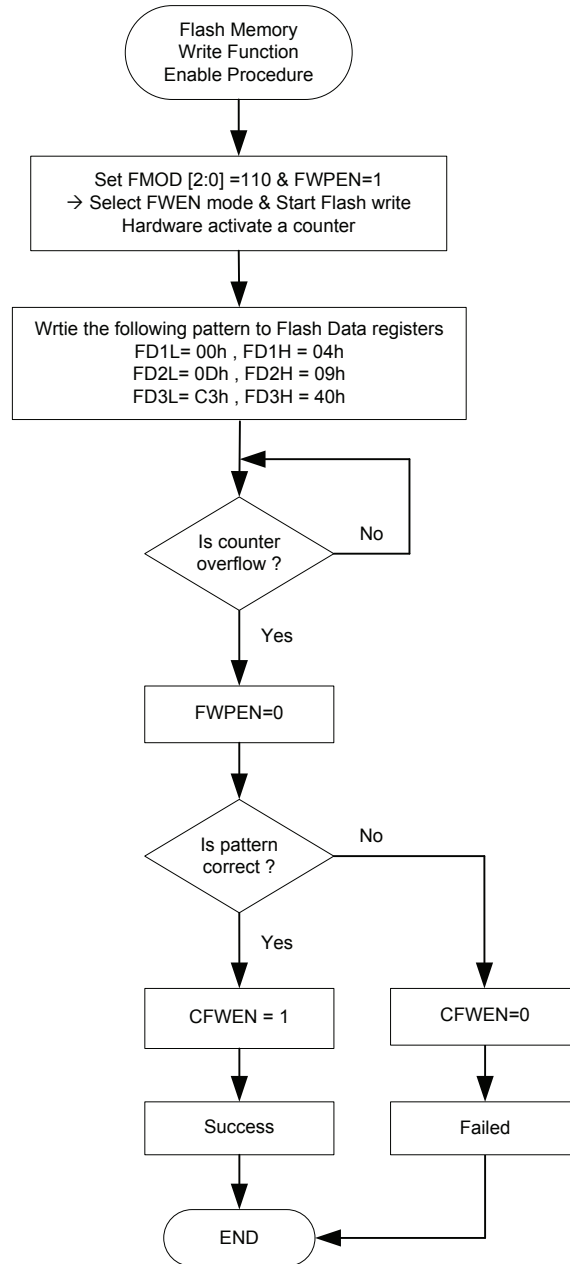 Flash Memory
Write Function
Enable Procedure
Set FMOD [2:0] =110 & FWPEN=1
→ Select FWEN mode & Start Flash write
Hardware activate a counter
Wrtie the following pattern to Flash Data registers
FD1L= 00h , FD1H = 04h
FD2L= 0Dh , FD2H = 09h
FD3L= C3h , FD3H = 40h
Is counter
overflow ?
No
Yes
FWPEN=0
Is pattern
correct ?
No
Yes
CFWEN = 1
CFWEN=0
Success
Failed
END